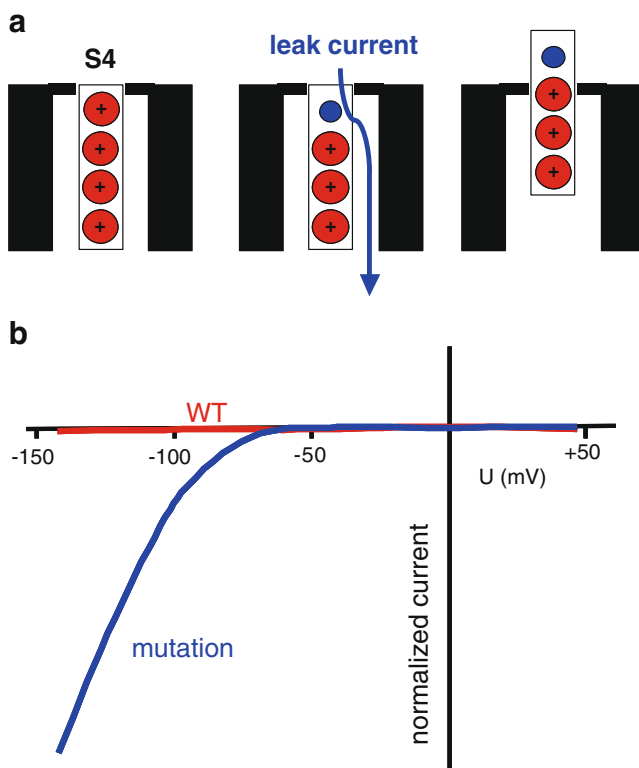 a
S4
leak current
+
+
+
+
+
+
+
+
+
+
b
WT
-150
-100
-50
+50
U (mV)
normalized current
mutation